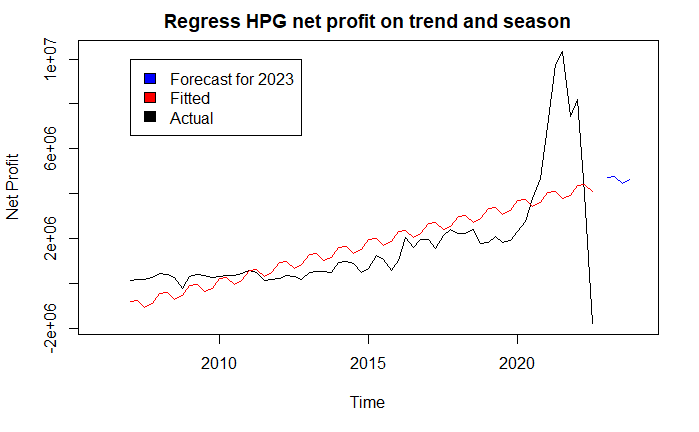 Regress HPG net profit on trend and season
Net Profit
1e+07
6e+06
2e+06
-2e+06
Forecast for 2023
Fitted
Actual
2010
2015
2020
Time